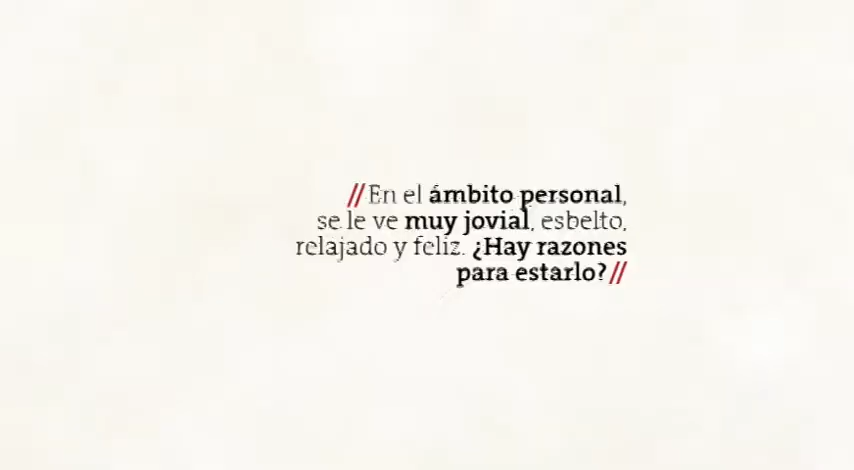 //En el ámbito personal,
se le ve muy jovial, esbelto,
relajado y feliz. ¿Hay razones
para estarlo?//